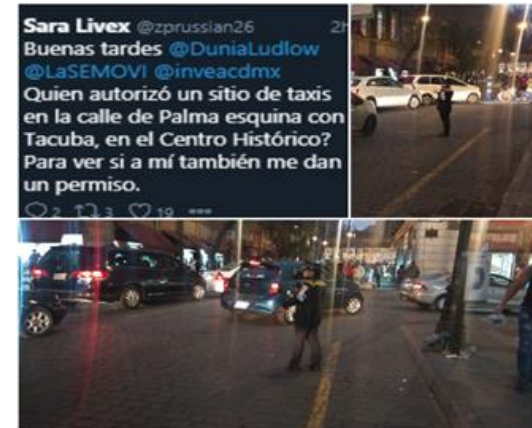 Sara Livex @zprussian26 2h
Buenas tardes @DuniaLudlow
@LaSEMOVI @inveacdmx
Quien autorizó un sitio de taxis
en la calle de Palma esquina con
Tacuba, en el Centro Histórico?
Para ver si a mí también me dan
un permiso.
2 3 19